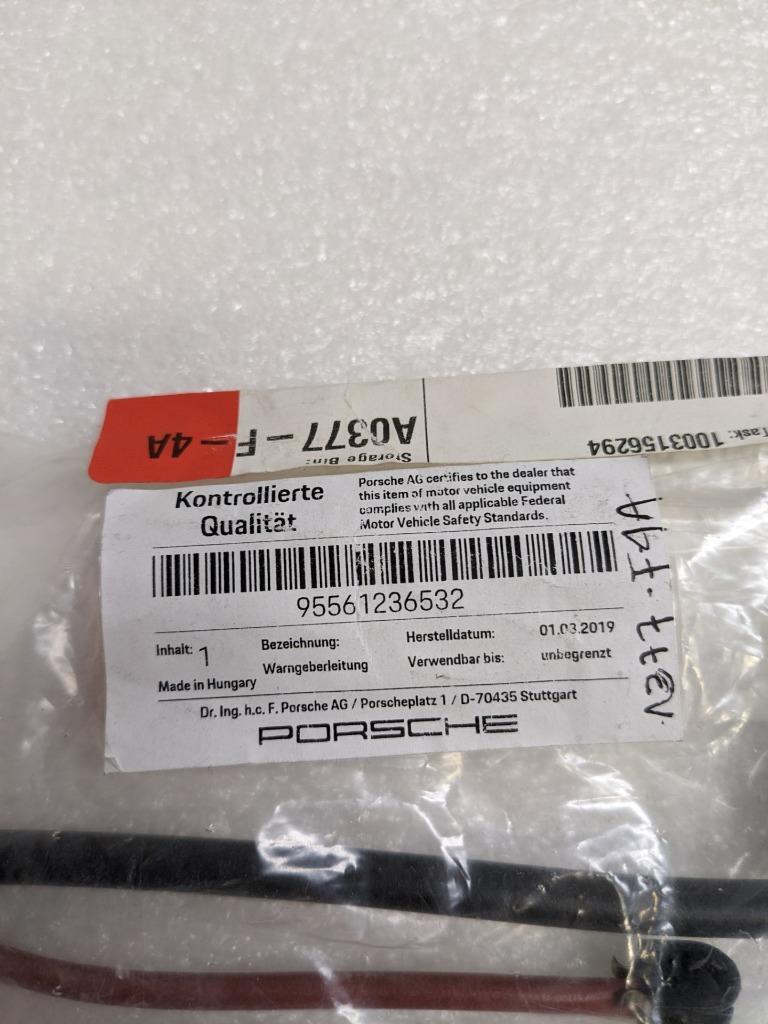 Task: 1003156294
Storage Bin:
A0377-F-4A
Kontrollierte
Qualität
Porsche AG certifies to the dealer that
this item of motor vehicle equipment
complies with all applicable Federal
Motor Vehicle Safety Standards.
95561236532
Inhalt: 1
Bezeichnung:
Warngeberleitung
Herstelldatum: 01.03.2019
Verwendbar bis: unbegrenzt
Made in Hungary
Dr. Ing. h.c. F. Porsche AG / Porscheplatz 1 / D-70435 Stuttgart
PORSCHE